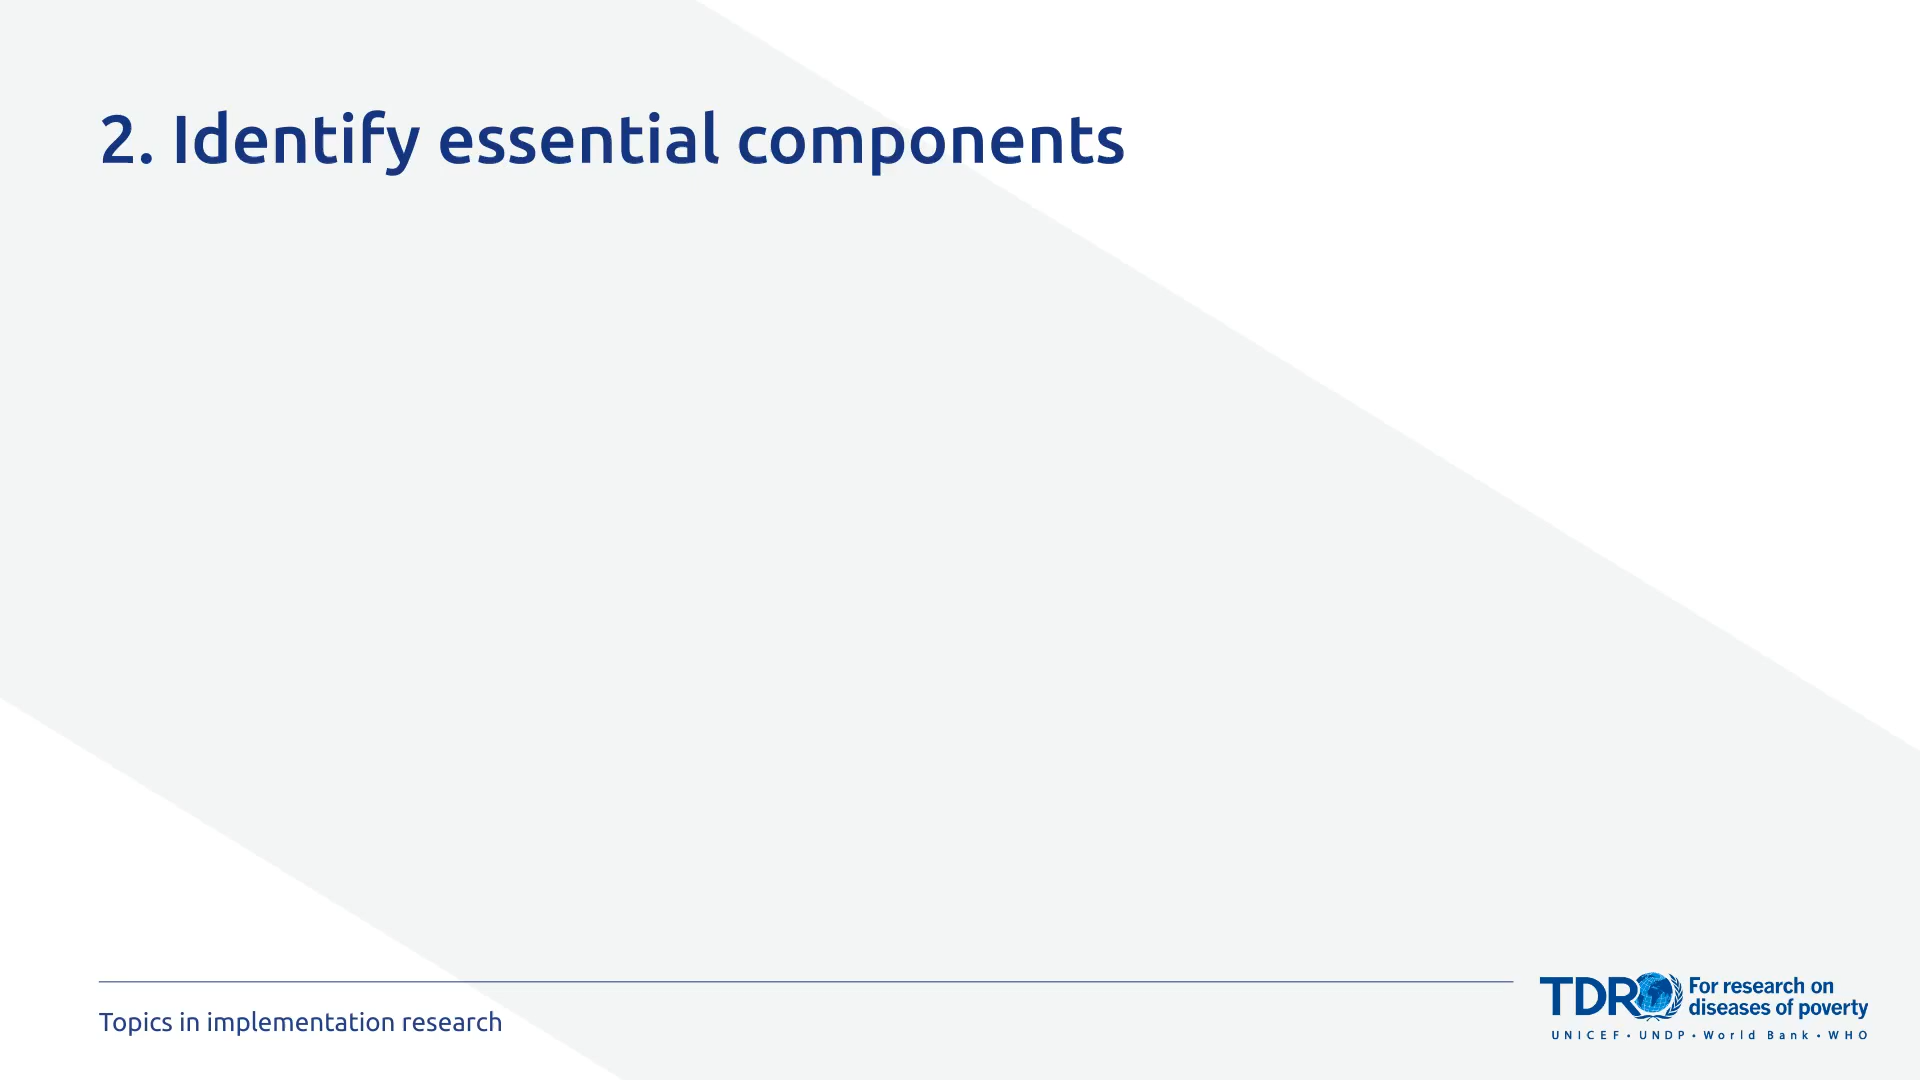 2. Identify essential components
Topics in implementation research
TDR For research on
diseases of poverty
UNICEF • UNDP • World Bank • WHO